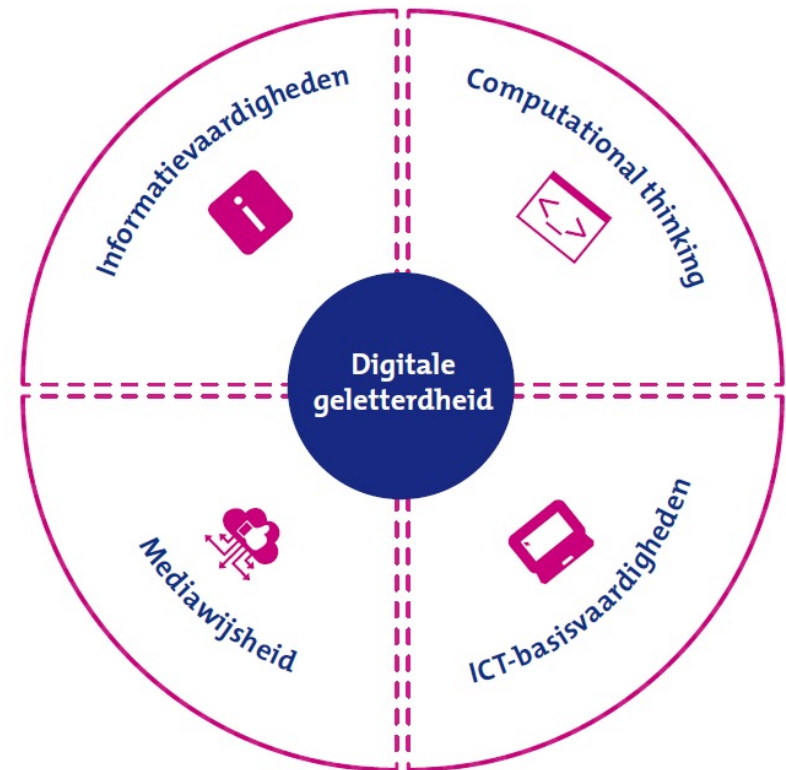 Informatievaardigheden
Computational thinking
i
Digitale
geletterdheid
Mediawijsheid
ICT-basisvaardigheden